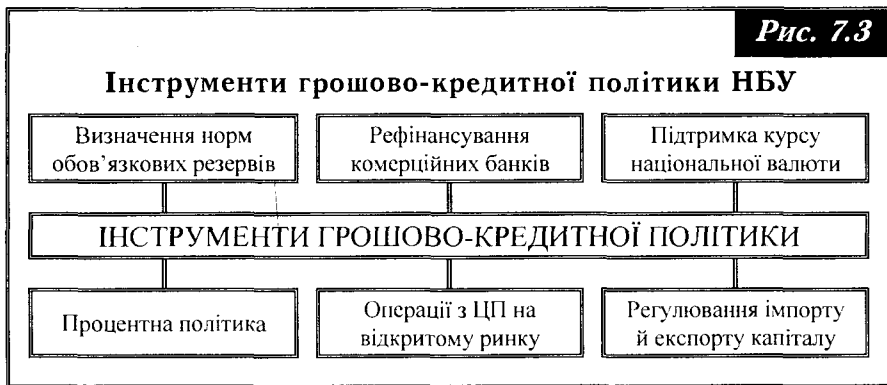 Рис. 7.3
Інструменти грошово-кредитної політики НБУ
Визначення норм
обов’язкових резервів
Рефінансування
комерційних банків
Підтримка курсу
національної валюти
ІНСТРУМЕНТИ ГРОШОВО-КРЕДИТНОЇ ПОЛІТИКИ
Процентна політика
Операції з ЦП на
відкритому ринку
Регулювання імпорту
й експорту капіталу